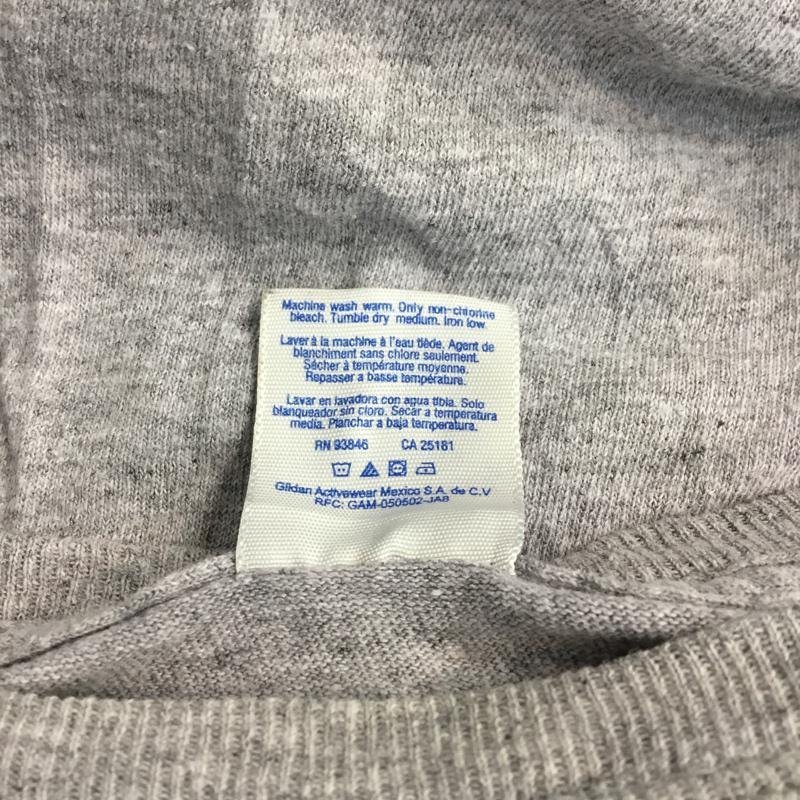 Machine wash warm. Only non-chlorine
bleach. Tumble dry medium. Iron low.
Laver à la machine à l'eau tiède. Agent de
blanchiment sans chlore seulement.
Sécher à température moyenne.
Repasser a basse température.
Lavar en lavadora con agua tibia. Solo
blanqueador sin cloro. Secar a temperatura
media. Planchar a baja temperatura.
RN 93846 CA 25181
Gildan Activewear Mexico S.A. de C.V
RFC: GAM-050502-JA8